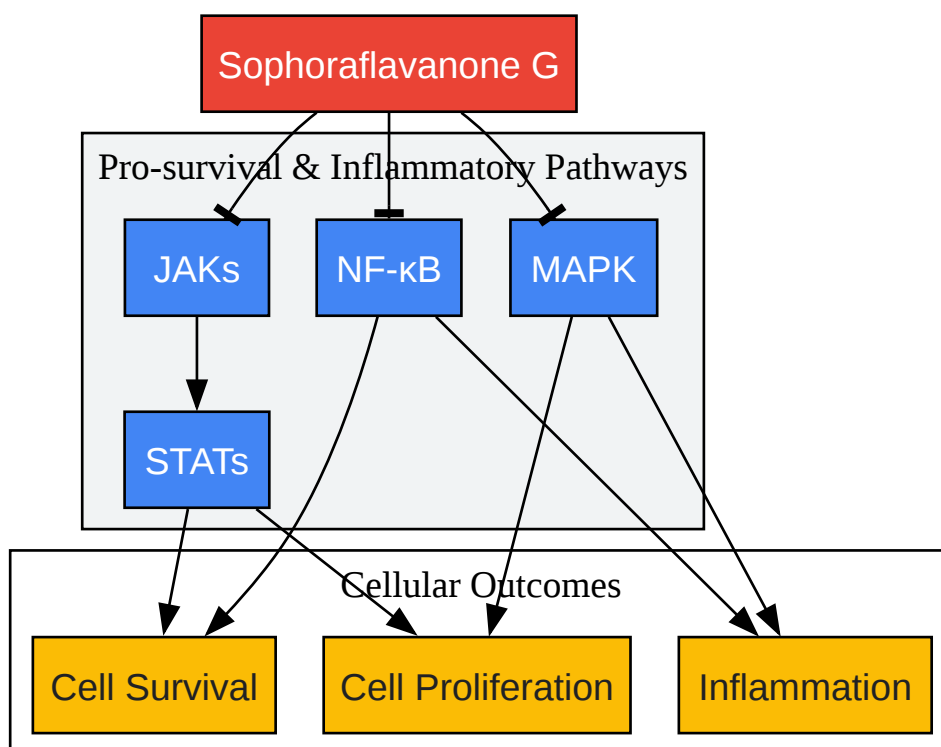 Sophoraflavanone G
Pro-survival & Inflammatory Pathways
JAKs
NF-κB
MAPK
STATs
Cellular Outcomes
Cell Survival
Cell Proliferation
Inflammation